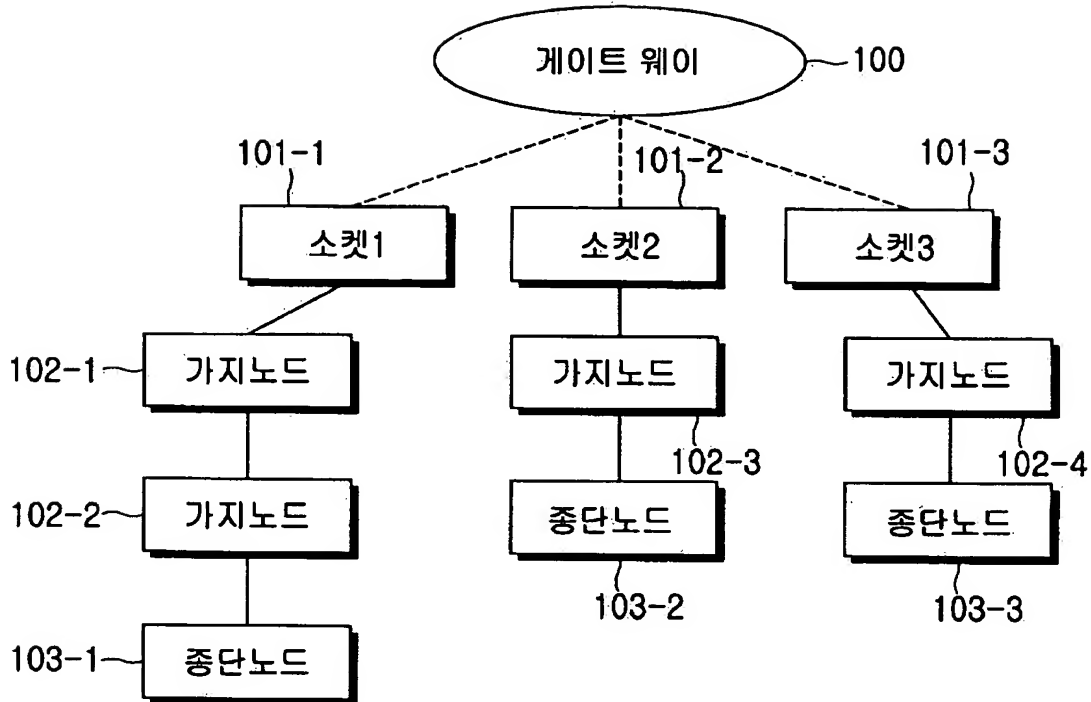 게이트 웨이
100
101-1
101-2
101-3
소켓1
소켓2
소켓3
102-1
가지노드
가지노드
가지노드
102-3
102-4
102-2
가지노드
종단노드
종단노드
103-2
103-3
103-1
종단노드